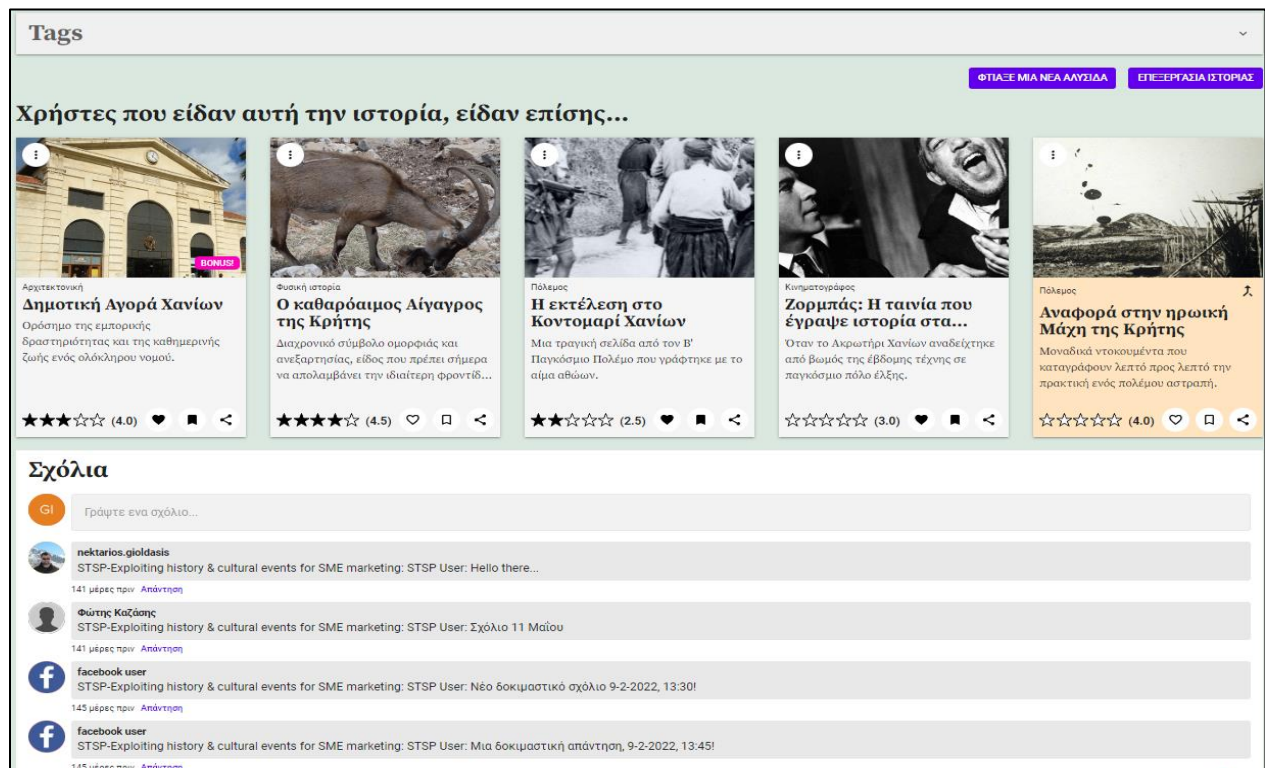 Tags
ΦΤΙΑΞΕ ΜΙΑ ΝΕΑ ΑΛΥΣΙΔΑ
ΕΠΕΞΕΡΓΑΣΙΑ ΙΣΤΟΡΙΑΣ
Χρήστες που είδαν αυτή την ιστορία, είδαν επίσης...
BONUS!
Αρχιτεκτονική
Δημοτική Αγορά Χανίων
Ορόσημο της εμπορικής
δραστηριότητας και της καθημερινής
ζωής ενός ολόκληρου νομού.
(4.0)
Φυσική ιστορία
Ο καθαρόαιμος Αίγαγρος
της Κρήτης
Διαχρονικό σύμβολο ομορφιάς και
ανεξαρτησίας, είδος που πρέπει σήμερα
να απολαμβάνει την ιδιαίτερη φροντίδ...
(4.5)
Πόλεμος
Η εκτέλεση στο
Κοντομαρί Χανίων
Μια τραγική σελίδα από τον Β'
Παγκόσμιο Πολέμο που γράφτηκε με το
αίμα αθώων.
(2.5)
Κινηματογράφος
Ζορμπάς: Η ταινία που
έγραψε ιστορία στα...
Όταν το Ακρωτήρι Χανίων αναδείχτηκε
από βωμός της έβδομης τέχνης σε
παγκόσμιο πόλο έλξης.
(3.0)
Πόλεμος
Αναφορά στην ηρωική
Μάχη της Κρήτης
Μοναδικά ντοκουμέντα που
καταγράφουν λεπτό προς λεπτό την
πρακτική ενός πολέμου αστραπή.
(4.0)
Σχόλια
GI
Γράψτε ενα σχόλιο...
nektarios.gioldasis
STSP-Exploiting history & cultural events for SME marketing: STSP User: Hello there...
141 μέρες πριν Απάντηση
Φώτης Καζάσης
STSP-Exploiting history & cultural events for SME marketing: STSP User: Σχόλιο 11 Μαΐου
141 μέρες πριν Απάντηση
facebook user
STSP-Exploiting history & cultural events for SME marketing: STSP User: Νέο δοκιμαστικό σχόλιο 9-2-2022, 13:30!
145 μέρες πριν Απάντηση
facebook user
STSP-Exploiting history & cultural events for SME marketing: STSP User: Μια δοκιμαστική απάντηση, 9-2-2022, 13:45!
145 μέρες πριν Απάντηση